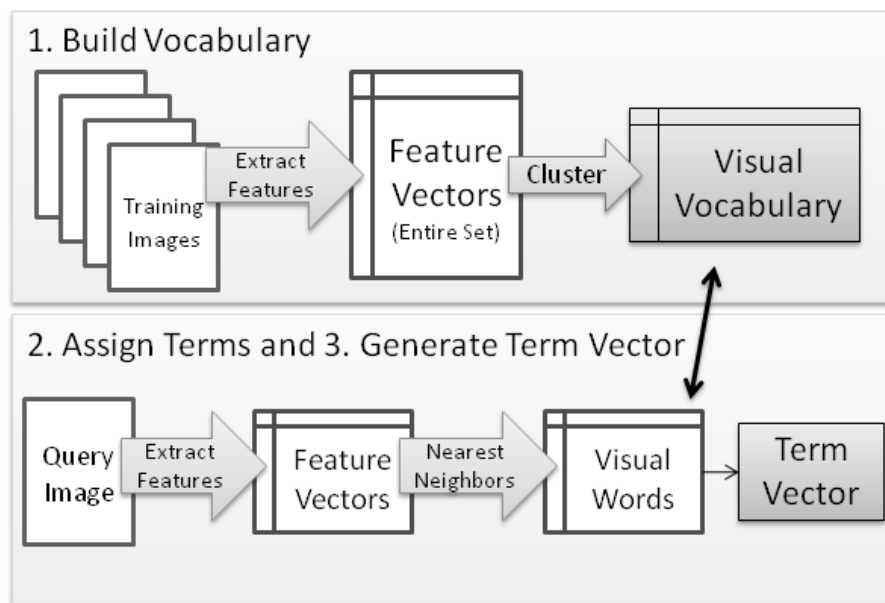 1. Build Vocabulary
Training
Images
Extract
Features
Feature
Vectors
(Entire Set)
Cluster
Visual
Vocabulary
2. Assign Terms and 3. Generate Term Vector
Query
Image
Extract
Features
Feature
Vectors
Nearest
Neighbors
Visual
Words
Term
Vector